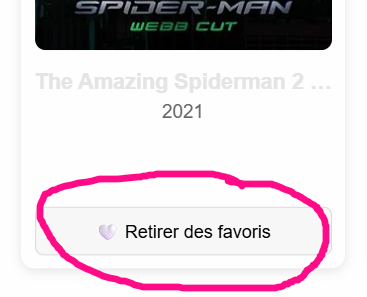 SPIDER-MAN
WEBB CUT
The Amazing Spiderman 2 ...
2021
Retirer des favoris